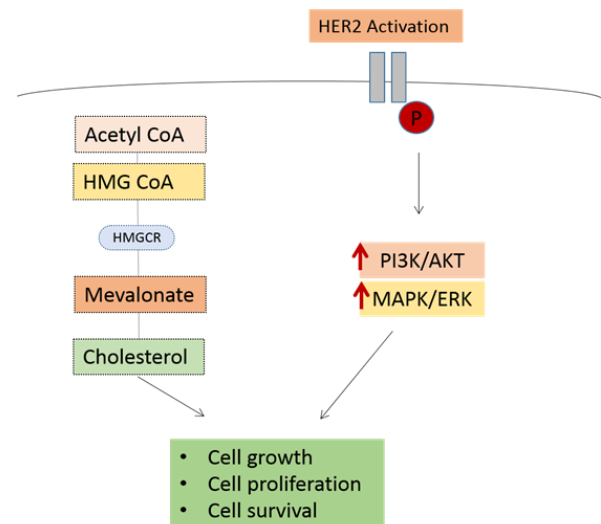 HER2 Activation
P
Acetyl CoA
HMG CoA
HMGCR
Mevalonate
Cholesterol
PI3K/AKT
MAPK/ERK
• Cell growth
• Cell proliferation
• Cell survival